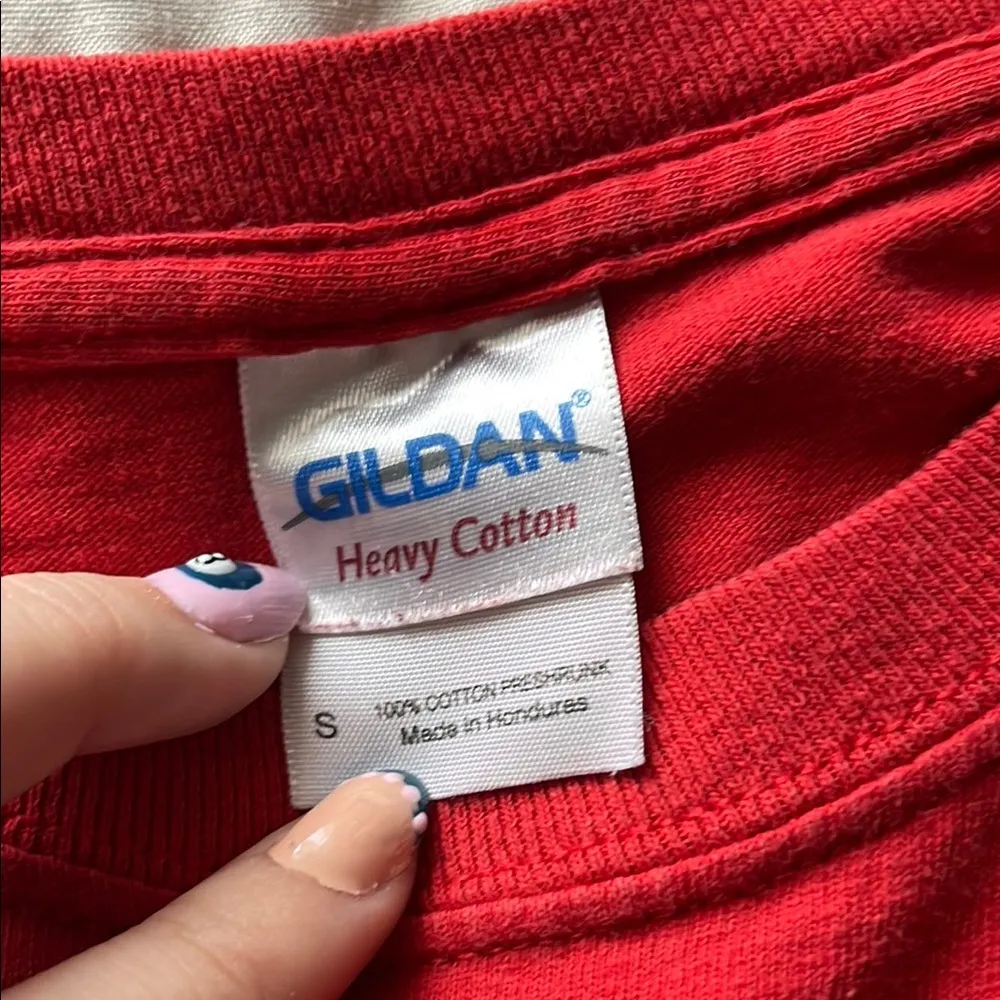 GILDAN®
Heavy Cotton
S
100% COTTON PRESHRUNK
Made in Honduras